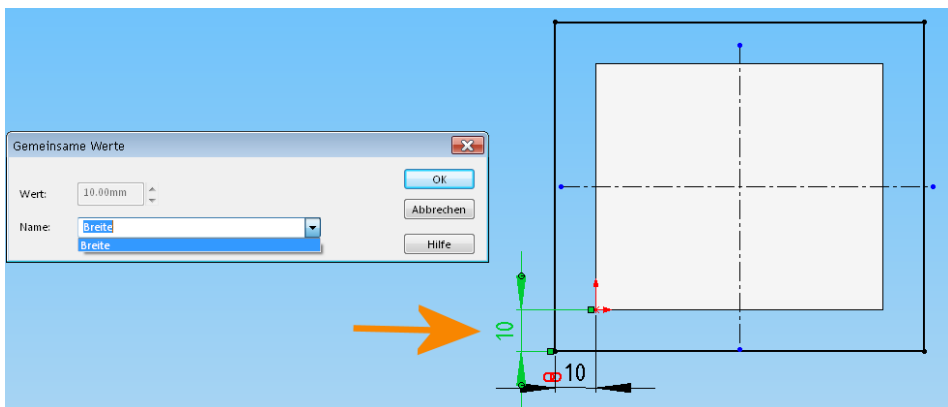 Gemeinsame Werte
Wert: 10.00mm
OK
Name: Breite
Abbrechen
Breite
Hilfe
10
10